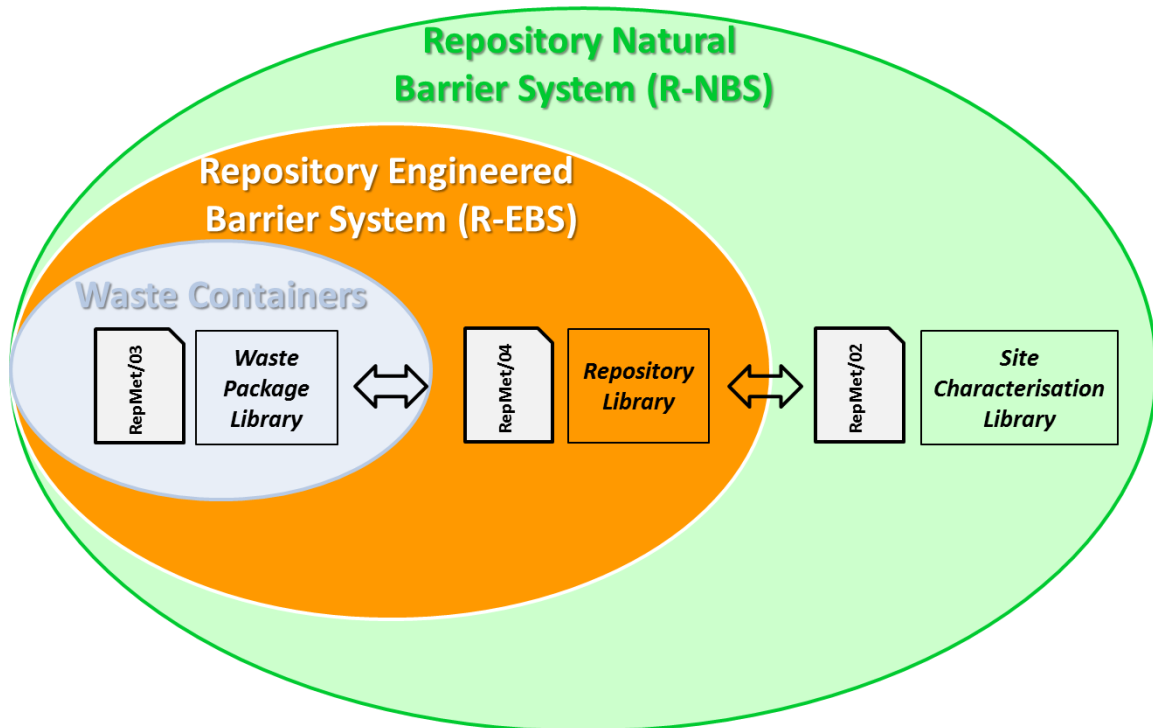 Repository Natural
Barrier System (R-NBS)
Repository Engineered
Barrier System (R-EBS)
Waste Containers
RepMet/03
Waste
Package
Library
RepMet/04
Repository
Library
RepMet/02
Site
Characterisation
Library